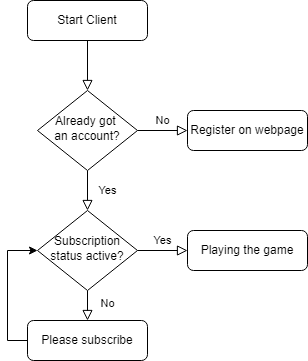 Start Client
Already got
an account?
No
Register on webpage
Yes
Subscription
status active?
Yes
Playing the game
No
Please subscribe